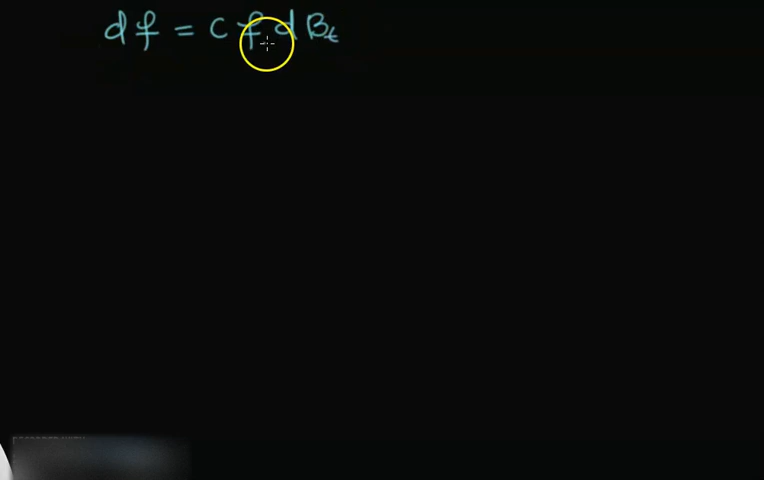 df = c f dB_t